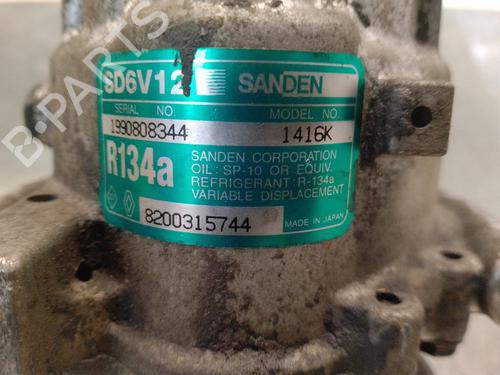 SD6V12 SANDEN
SERIAL NO. MODEL NO.
1990808344 1416K
R134a
SANDEN CORPORATION
OIL: SP-10 OR EQUIV.
REFRIGERANT: R-134a
VARIABLE DISPLACEMENT
8200315744 MADE IN JAPAN
B-PARTS